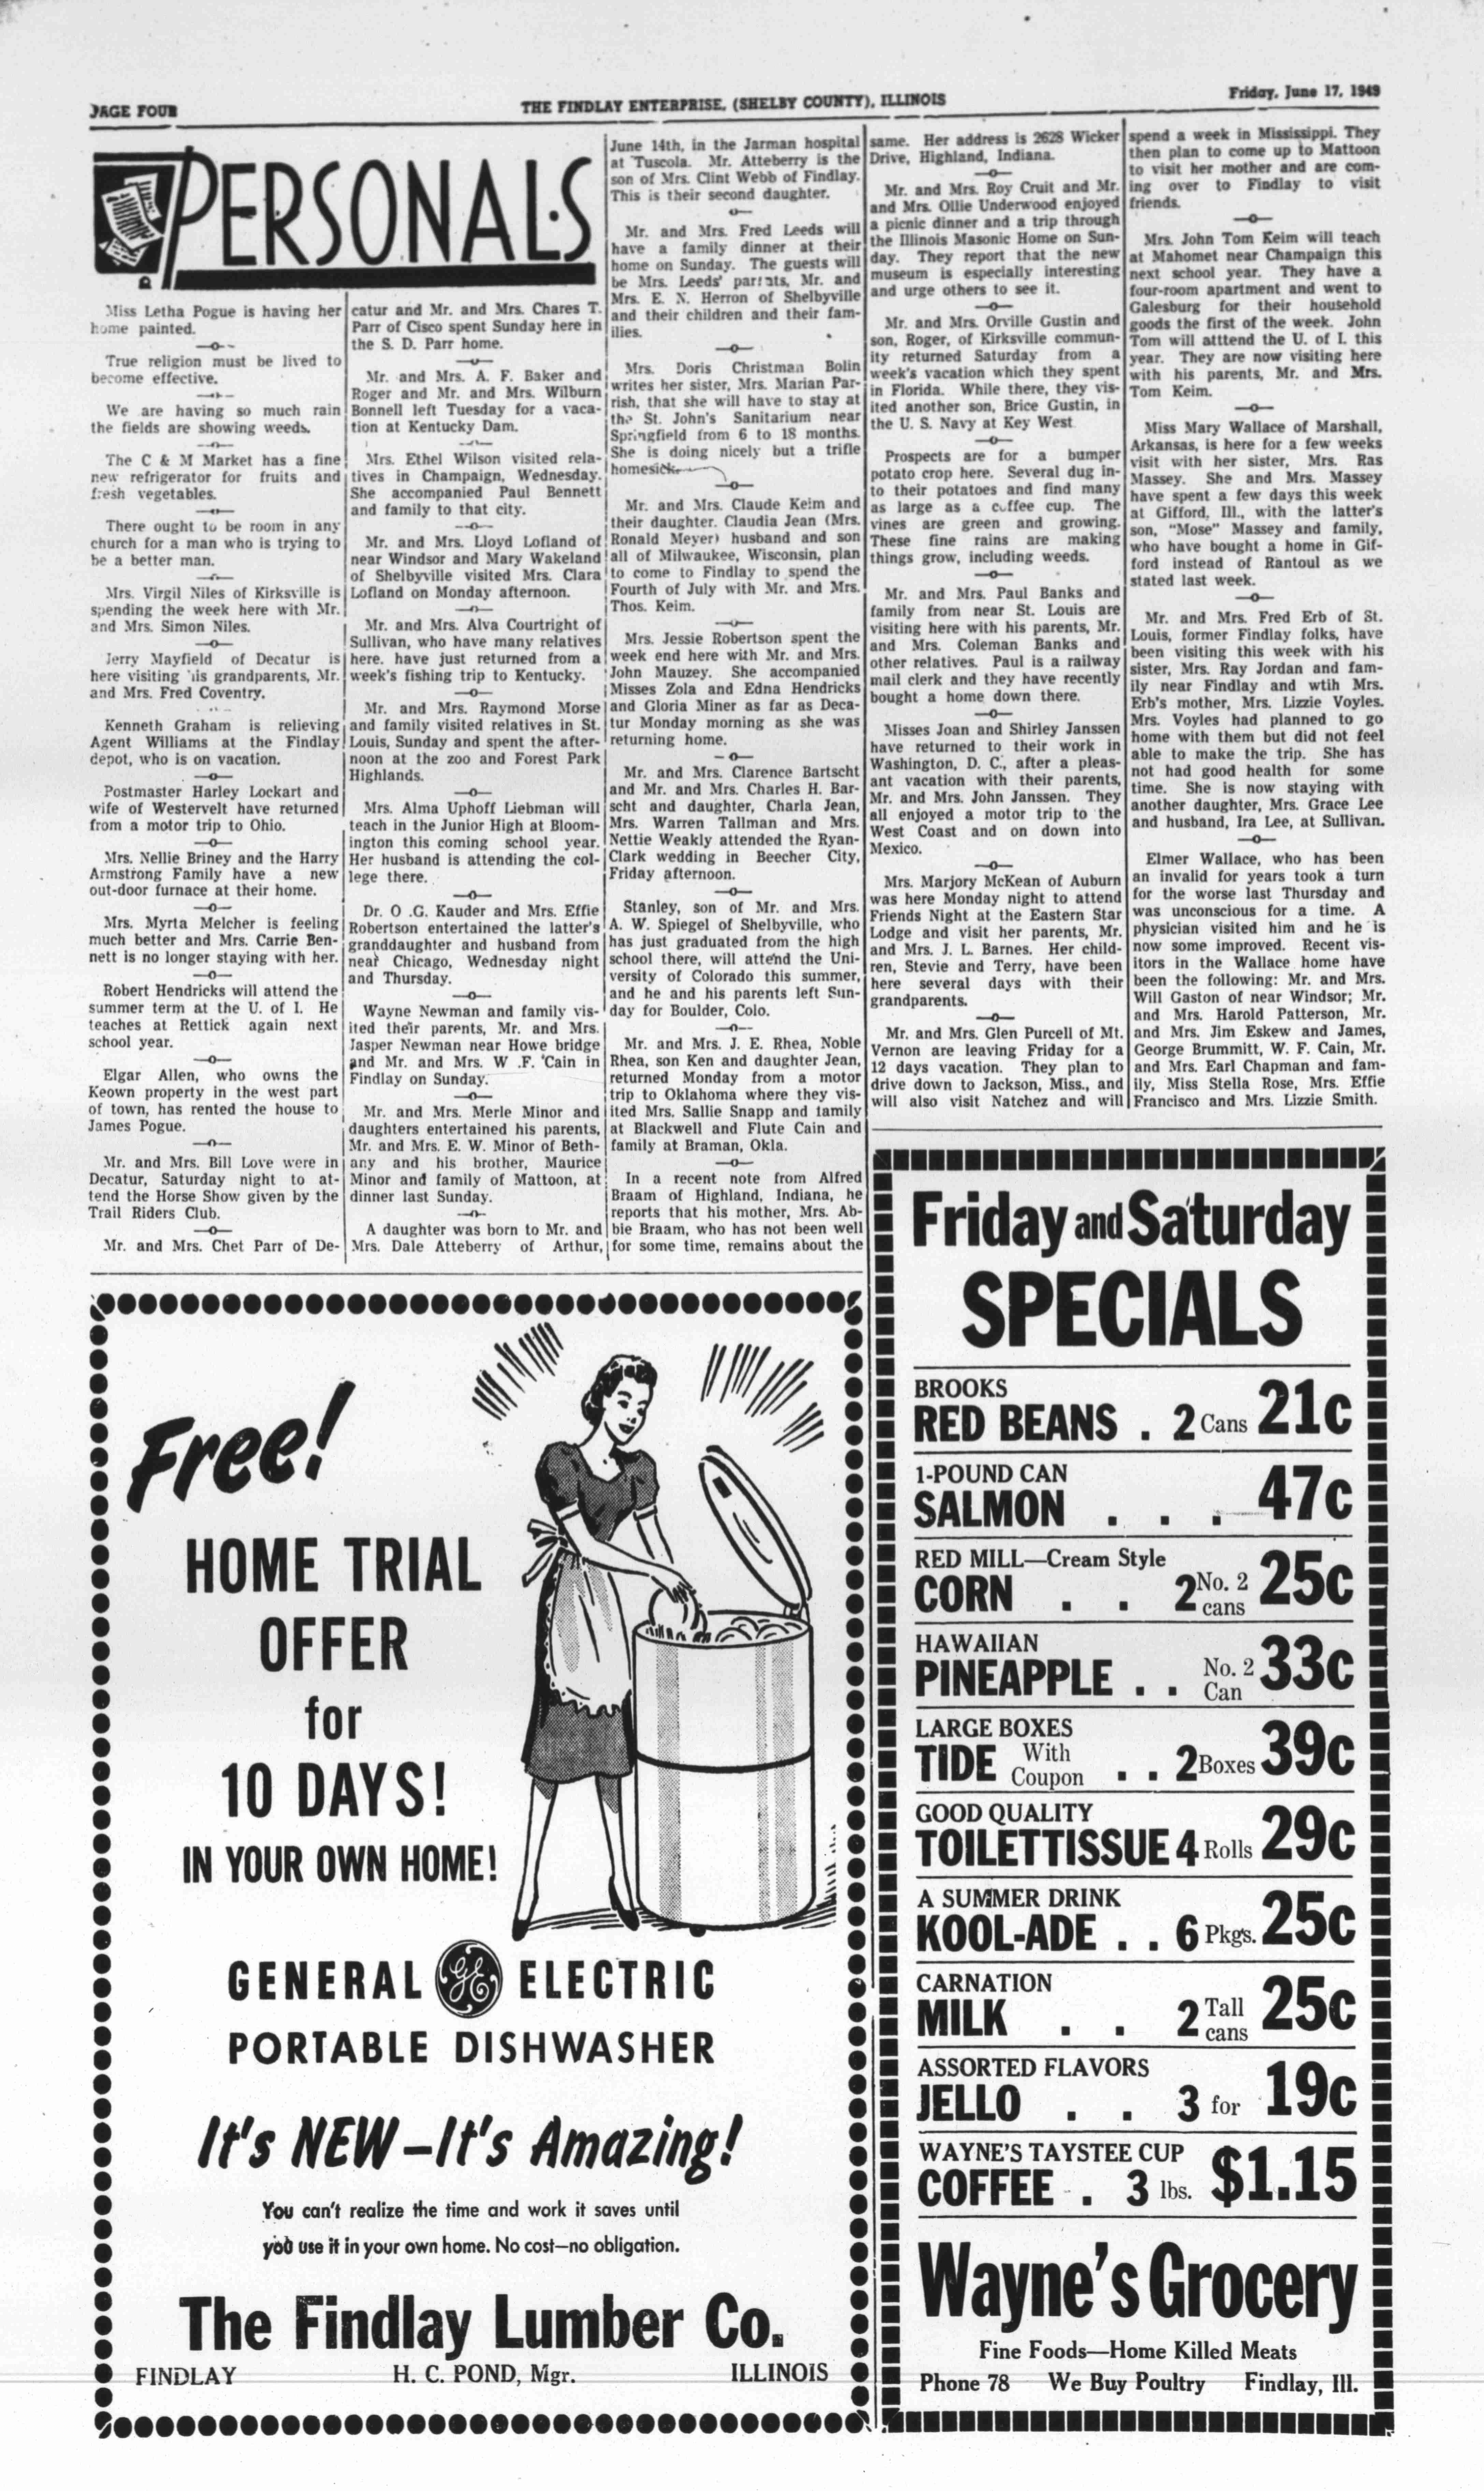 PAGE FOUR
THE FINDLAY ENTERPRISE, (SHELBY COUNTY), ILLINOIS
Friday, June 17, 1949
PERSONALS
Miss Letha Pogue is having her
home painted.
—o—
True religion must be lived to
become effective.
We are having so much rain
the fields are showing weeds.
The C & M Market has a fine
new refrigerator for fruits and
fresh vegetables.
There ought to be room in any
church for a man who is trying to
be a better man.
Mrs. Virgil Niles of Kirksville is
spending the week here with Mr.
and Mrs. Simon Niles.
—o—
Jerry Mayfield of Decatur is
here visiting his grandparents, Mr.
and Mrs. Fred Coventry.
Kenneth Graham is relieving
Agent Williams at the Findlay
depot, who is on vacation.
—o—
Postmaster Harley Lockart and
wife of Westervelt have returned
from a motor trip to Ohio.
—o—
Mrs. Nellie Briney and the Harry
Armstrong Family have a new
out-door furnace at their home.
—o—
Mrs. Myrta Melcher is feeling
much better and Mrs. Carrie Ben-
nett is no longer staying with her.
—o—
Robert Hendricks will attend the
summer term at the U. of I. He
teaches at Rettick again next
school year.
—o—
Elgar Allen, who owns the
Keown property in the west part
of town, has rented the house to
James Pogue.
—o—
Mr. and Mrs. Bill Love were in
Decatur, Saturday night to at-
tend the Horse Show given by the
Trail Riders Club.
—o—
Mr. and Mrs. Chet Parr of De-
catur and Mr. and Mrs. Chares T.
Parr of Cisco spent Sunday here in
the S. D. Parr home.
—o—
Mr. and Mrs. A. F. Baker and
Roger and Mr. and Mrs. Wilburn
Bonnell left Tuesday for a vaca-
tion at Kentucky Dam.
—o—
Mrs. Ethel Wilson visited rela-
tives in Champaign, Wednesday.
She accompanied Paul Bennett
and family to that city.
—o—
Mr. and Mrs. Lloyd Lofland of
near Windsor and Mary Wakeland
of Shelbyville visited Mrs. Clara
Lofland on Monday afternoon.
—o—
Mr. and Mrs. Alva Courtright of
Sullivan, who have many relatives
here. have just returned from a
week's fishing trip to Kentucky.
—o—
Mr. and Mrs. Raymond Morse
and family visited relatives in St.
Louis, Sunday and spent the after-
noon at the zoo and Forest Park
Highlands.
—o—
Mrs. Alma Uphoff Liebman will
teach in the Junior High at Bloom-
ington this coming school year.
Her husband is attending the col-
lege there.
—o—
Dr. O .G. Kauder and Mrs. Effie
Robertson entertained the latter's
granddaughter and husband from
near Chicago, Wednesday night
and Thursday.
—o—
Wayne Newman and family vis-
ited their parents, Mr. and Mrs.
Jasper Newman near Howe bridge
and Mr. and Mrs. W .F. Cain in
Findlay on Sunday.
—o—
Mr. and Mrs. Merle Minor and
daughters entertained his parents,
Mr. and Mrs. E. W. Minor of Beth-
any and his brother, Maurice
Minor and family of Mattoon, at
dinner last Sunday.
—o—
A daughter was born to Mr. and
Mrs. Dale Atteberry of Arthur,
June 14th, in the Jarman hospital
at Tuscola. Mr. Atteberry is the
son of Mrs. Clint Webb of Findlay.
This is their second daughter.
o—
Mr. and Mrs. Fred Leeds will
have a family dinner at their
home on Sunday. The guests will
be Mrs. Leeds' parents, Mr. and
Mrs. E. N. Herron of Shelbyville
and their children and their fam-
ilies.
—o—
Mrs. Doris Christman Bolin
writes her sister, Mrs. Marian Par-
rish, that she will have to stay at
the St. John's Sanitarium near
Springfield from 6 to 18 months.
She is doing nicely but a trifle
homesick.
—o—
Mr. and Mrs. Claude Keim and
their daughter. Claudia Jean (Mrs.
Ronald Meyer) husband and son
all of Milwaukee, Wisconsin, plan
to come to Findlay to spend the
Fourth of July with Mr. and Mrs.
Thos. Keim.
—o—
Mrs. Jessie Robertson spent the
week end here with Mr. and Mrs.
John Mauzey. She accompanied
Misses Zola and Edna Hendricks
and Gloria Miner as far as Deca-
tur Monday morning as she was
returning home.
—o—
Mr. and Mrs. Clarence Bartscht
and Mr. and Mrs. Charles H. Bar-
scht and daughter, Charla Jean,
Mrs. Warren Tallman and Mrs.
Nettie Weakly attended the Ryan-
Clark wedding in Beecher City,
Friday afternoon.
—o—
Stanley, son of Mr. and Mrs.
A. W. Spiegel of Shelbyville, who
has just graduated from the high
school there, will attend the Uni-
versity of Colorado this summer,
and he and his parents left Sun-
day for Boulder, Colo.
—o—
Mr. and Mrs. J. E. Rhea, Noble
Rhea, son Ken and daughter Jean,
returned Monday from a motor
trip to Oklahoma where they vis-
ited Mrs. Sallie Snapp and family
at Blackwell and Flute Cain and
family at Braman, Okla.
—o—
In a recent note from Alfred
Braam of Highland, Indiana, he
reports that his mother, Mrs. Ab-
bie Braam, who has not been well
for some time, remains about the
same. Her address is 2628 Wicker
Drive, Highland, Indiana.
—o—
Mr. and Mrs. Roy Cruit and Mr.
and Mrs. Ollie Underwood enjoyed
a picnic dinner and a trip through
the Illinois Masonic Home on Sun-
day. They report that the new
museum is especially interesting
and urge others to see it.
—o—
Mr. and Mrs. Orville Gustin and
son, Roger, of Kirksville commun-
ity returned Saturday from a
week's vacation which they spent
in Florida. While there, they vis-
ited another son, Brice Gustin, in
the U. S. Navy at Key West.
—o—
Prospects are for a bumper
potato crop here. Several dug in-
to their potatoes and find many
as large as a coffee cup. The
vines are green and growing.
These fine rains are making
things grow, including weeds.
—o—
Mr. and Mrs. Paul Banks and
family from near St. Louis are
visiting here with his parents, Mr.
and Mrs. Coleman Banks and
other relatives. Paul is a railway
mail clerk and they have recently
bought a home down there.
—o—
Misses Joan and Shirley Janssen
have returned to their work in
Washington, D. C., after a pleas-
ant vacation with their parents,
Mr. and Mrs. John Janssen. They
all enjoyed a motor trip to the
West Coast and on down into
Mexico.
—o—
Mrs. Marjory McKean of Auburn
was here Monday night to attend
Friends Night at the Eastern Star
Lodge and visit her parents, Mr.
and Mrs. J. L. Barnes. Her child-
ren, Stevie and Terry, have been
here several days with their
grandparents.
—o—
Mr. and Mrs. Glen Purcell of Mt.
Vernon are leaving Friday for a
12 days vacation. They plan to
drive down to Jackson, Miss., and
will also visit Natchez and will
spend a week in Mississippi. They
then plan to come up to Mattoon
to visit her mother and are com-
ing over to Findlay to visit
friends.
—o—
Mrs. John Tom Keim will teach
at Mahomet near Champaign this
next school year. They have a
four-room apartment and went to
Galesburg for their household
goods the first of the week. John
Tom will atttend the U. of I. this
year. They are now visiting here
with his parents, Mr. and Mrs.
Tom Keim.
—o—
Miss Mary Wallace of Marshall,
Arkansas, is here for a few weeks
visit with her sister, Mrs. Ras
Massey. She and Mrs. Massey
have spent a few days this week
at Gifford, Ill., with the latter's
son, "Mose" Massey and family,
who have bought a home in Gif-
ford instead of Rantoul as we
stated last week.
—o—
Mr. and Mrs. Fred Erb of St.
Louis, former Findlay folks, have
been visiting this week with his
sister, Mrs. Ray Jordan and fam-
ily near Findlay and wtih Mrs.
Erb's mother, Mrs. Lizzie Voyles.
Mrs. Voyles had planned to go
home with them but did not feel
able to make the trip. She has
not had good health for some
time. She is now staying with
another daughter, Mrs. Grace Lee
and husband, Ira Lee, at Sullivan.
—o—
Elmer Wallace, who has been
an invalid for years took a turn
for the worse last Thursday and
was unconscious for a time. A
physician visited him and he is
now some improved. Recent vis-
itors in the Wallace home have
been the following: Mr. and Mrs.
Will Gaston of near Windsor; Mr.
and Mrs. Harold Patterson, Mr.
and Mrs. Jim Eskew and James,
George Brummitt, W. F. Cain, Mr.
and Mrs. Earl Chapman and fam-
ily, Miss Stella Rose, Mrs. Effie
Francisco and Mrs. Lizzie Smith.
Free!
HOME TRIAL
OFFER
for
10 DAYS!
IN YOUR OWN HOME!
GENERAL GE ELECTRIC
PORTABLE DISHWASHER
It's NEW—It's Amazing!
You can't realize the time and work it saves until
you use it in your own home. No cost—no obligation.
The Findlay Lumber Co.
FINDLAY H. C. POND, Mgr. ILLINOIS
Friday and Saturday
SPECIALS
BROOKS
RED BEANS . 2 Cans 21c
1-POUND CAN
SALMON . . . 47c
RED MILL—Cream Style
CORN . . 2 No. 2 cans 25c
HAWAIIAN
PINEAPPLE . . No. 2 Can 33c
LARGE BOXES
TIDE With Coupon . . 2 Boxes 39c
GOOD QUALITY
TOILETTISSUE 4 Rolls 29c
A SUMMER DRINK
KOOL-ADE . . 6 Pkgs. 25c
CARNATION
MILK . . 2 Tall cans 25c
ASSORTED FLAVORS
JELLO . . 3 for 19c
WAYNE'S TAYSTEE CUP
COFFEE . 3 lbs. $1.15
Wayne's Grocery
Fine Foods—Home Killed Meats
Phone 78 We Buy Poultry Findlay, Ill.